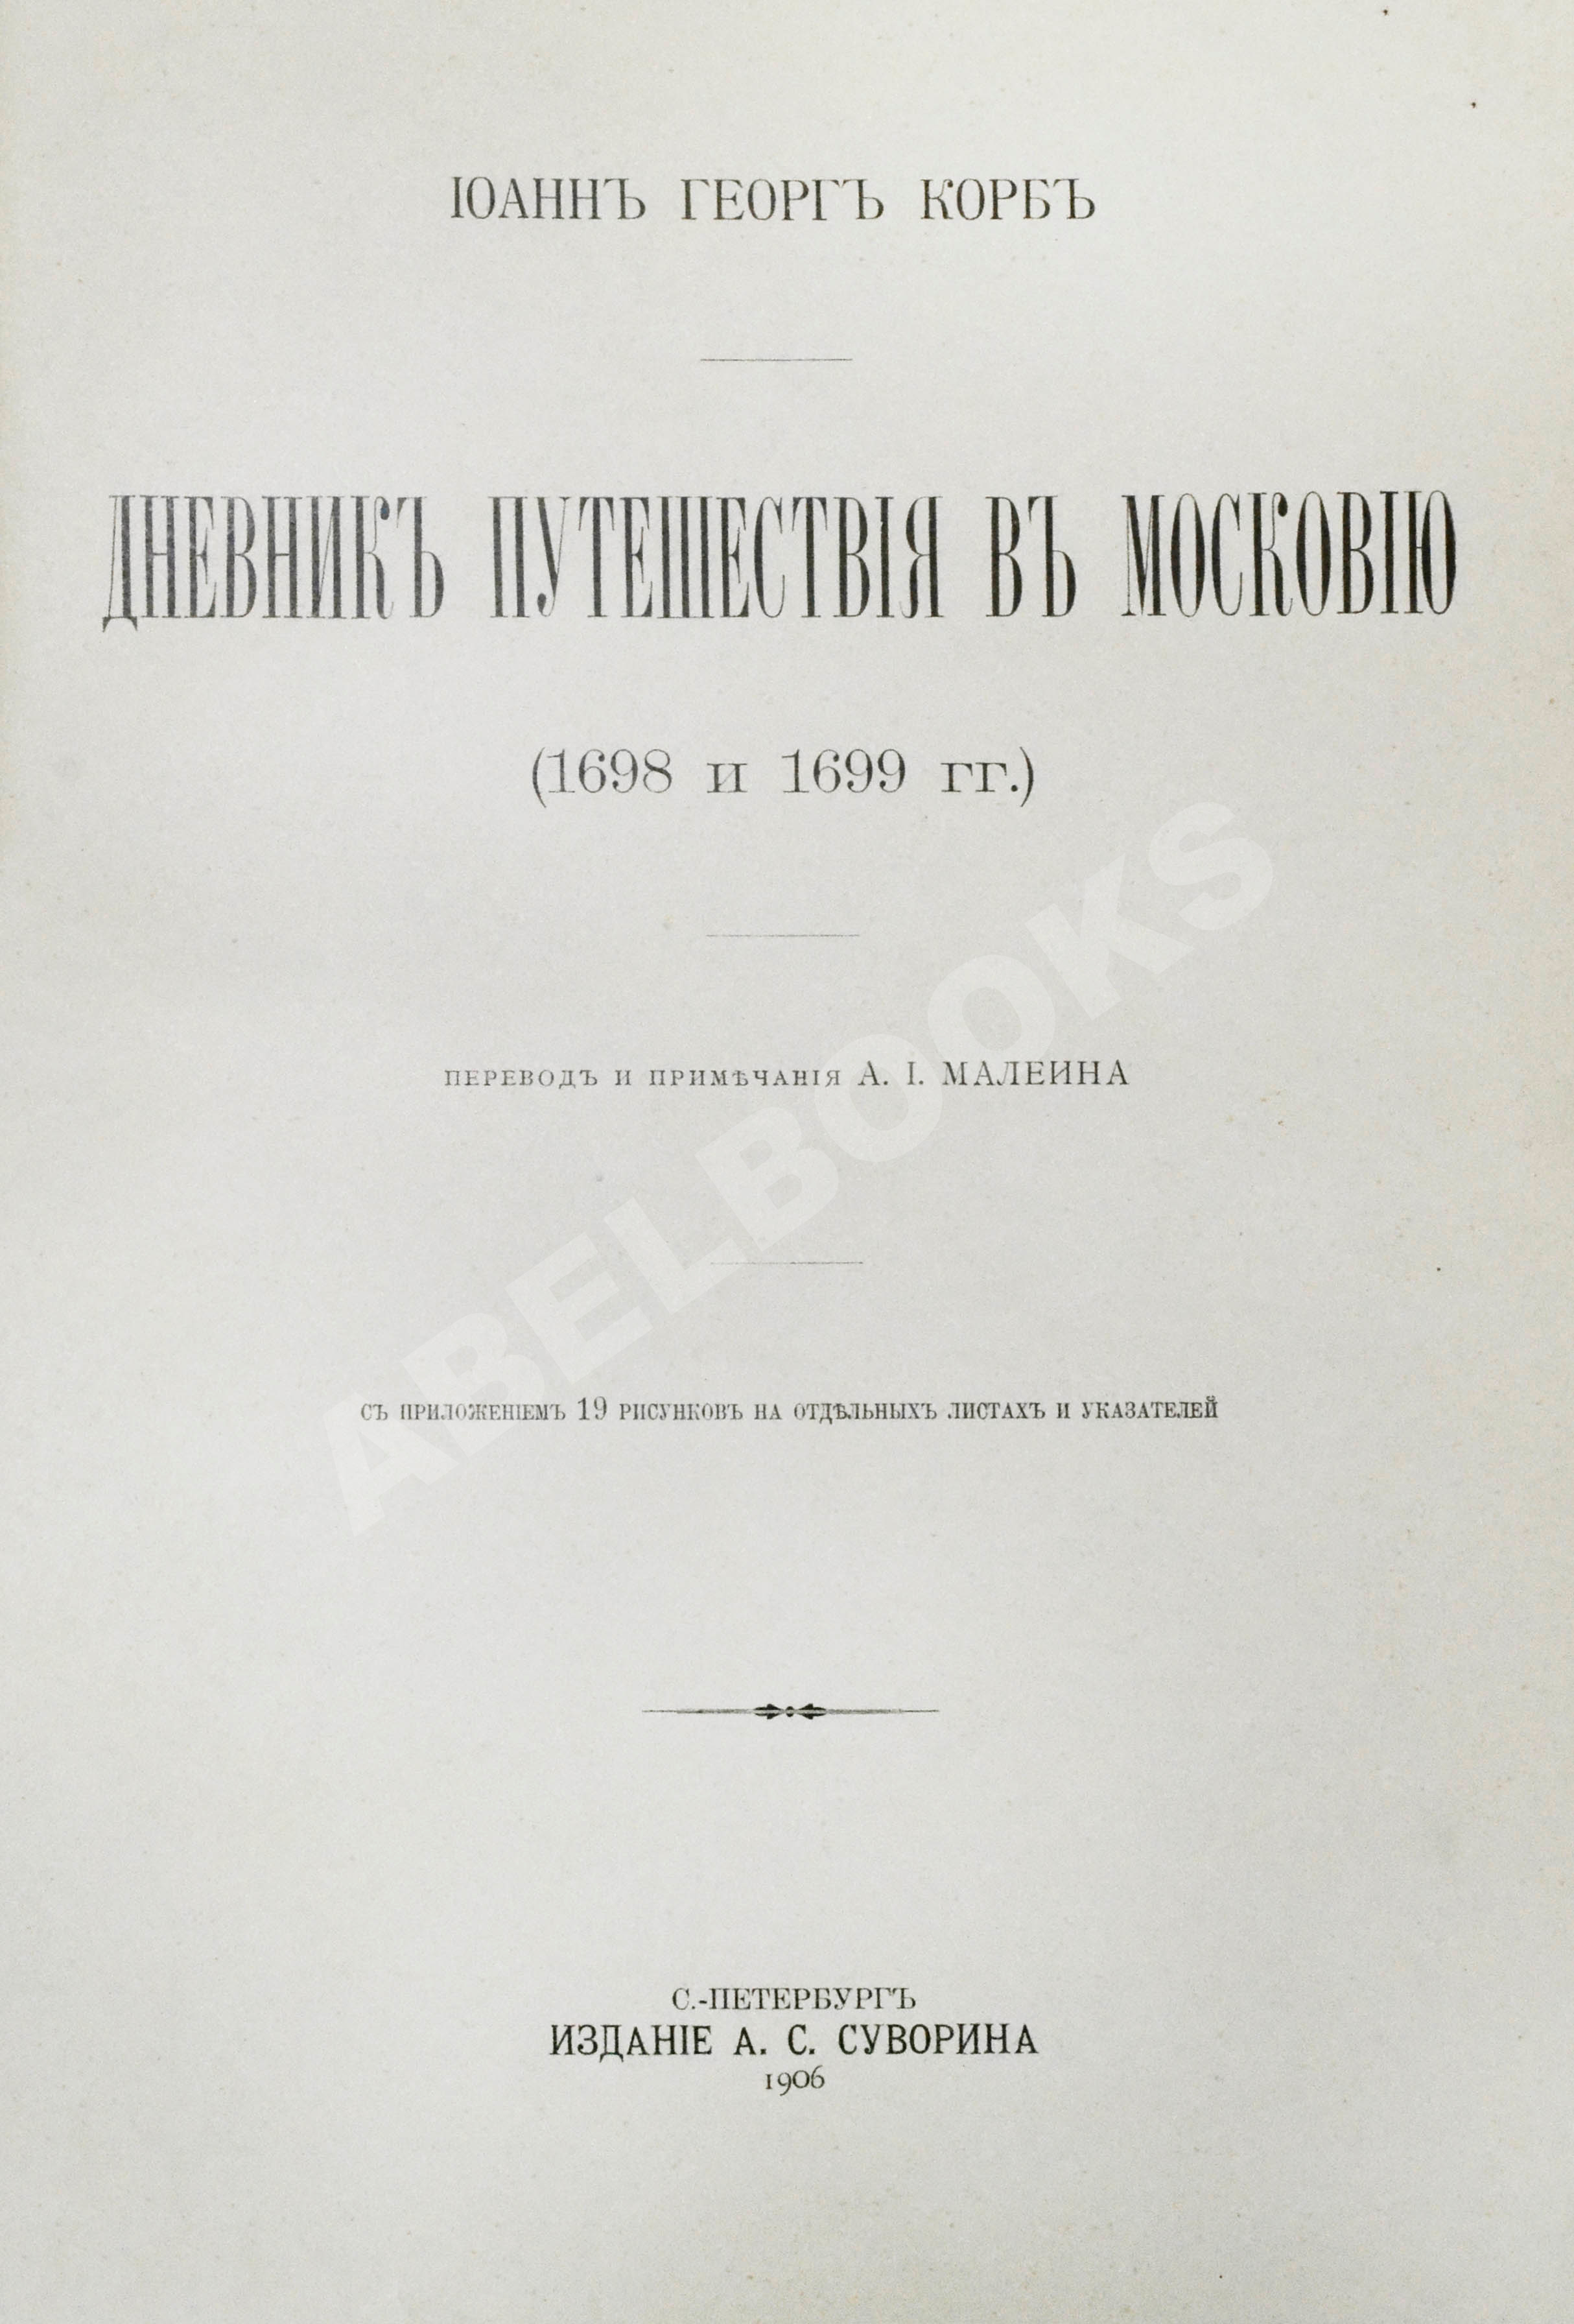 ІОАННЪ ГЕОРГЪ КОРБЪ
ДНЕВНИКЪ ПУТЕШЕСТВІЯ ВЪ МОСКОВІЮ
(1698 и 1699 гг.)
ПЕРЕВОДЪ И ПРИМѢЧАНІЯ А. І. МАЛЕИНА
СЪ ПРИЛОЖЕНІЕМЪ 19 РИСУНКОВЪ НА ОТДѢЛЬНЫХЪ ЛИСТАХЪ И УКАЗАТЕЛЕЙ
С.-ПЕТЕРБУРГЪ
ИЗДАНІЕ А. С. СУВОРИНА
1906
ABELBOOKS